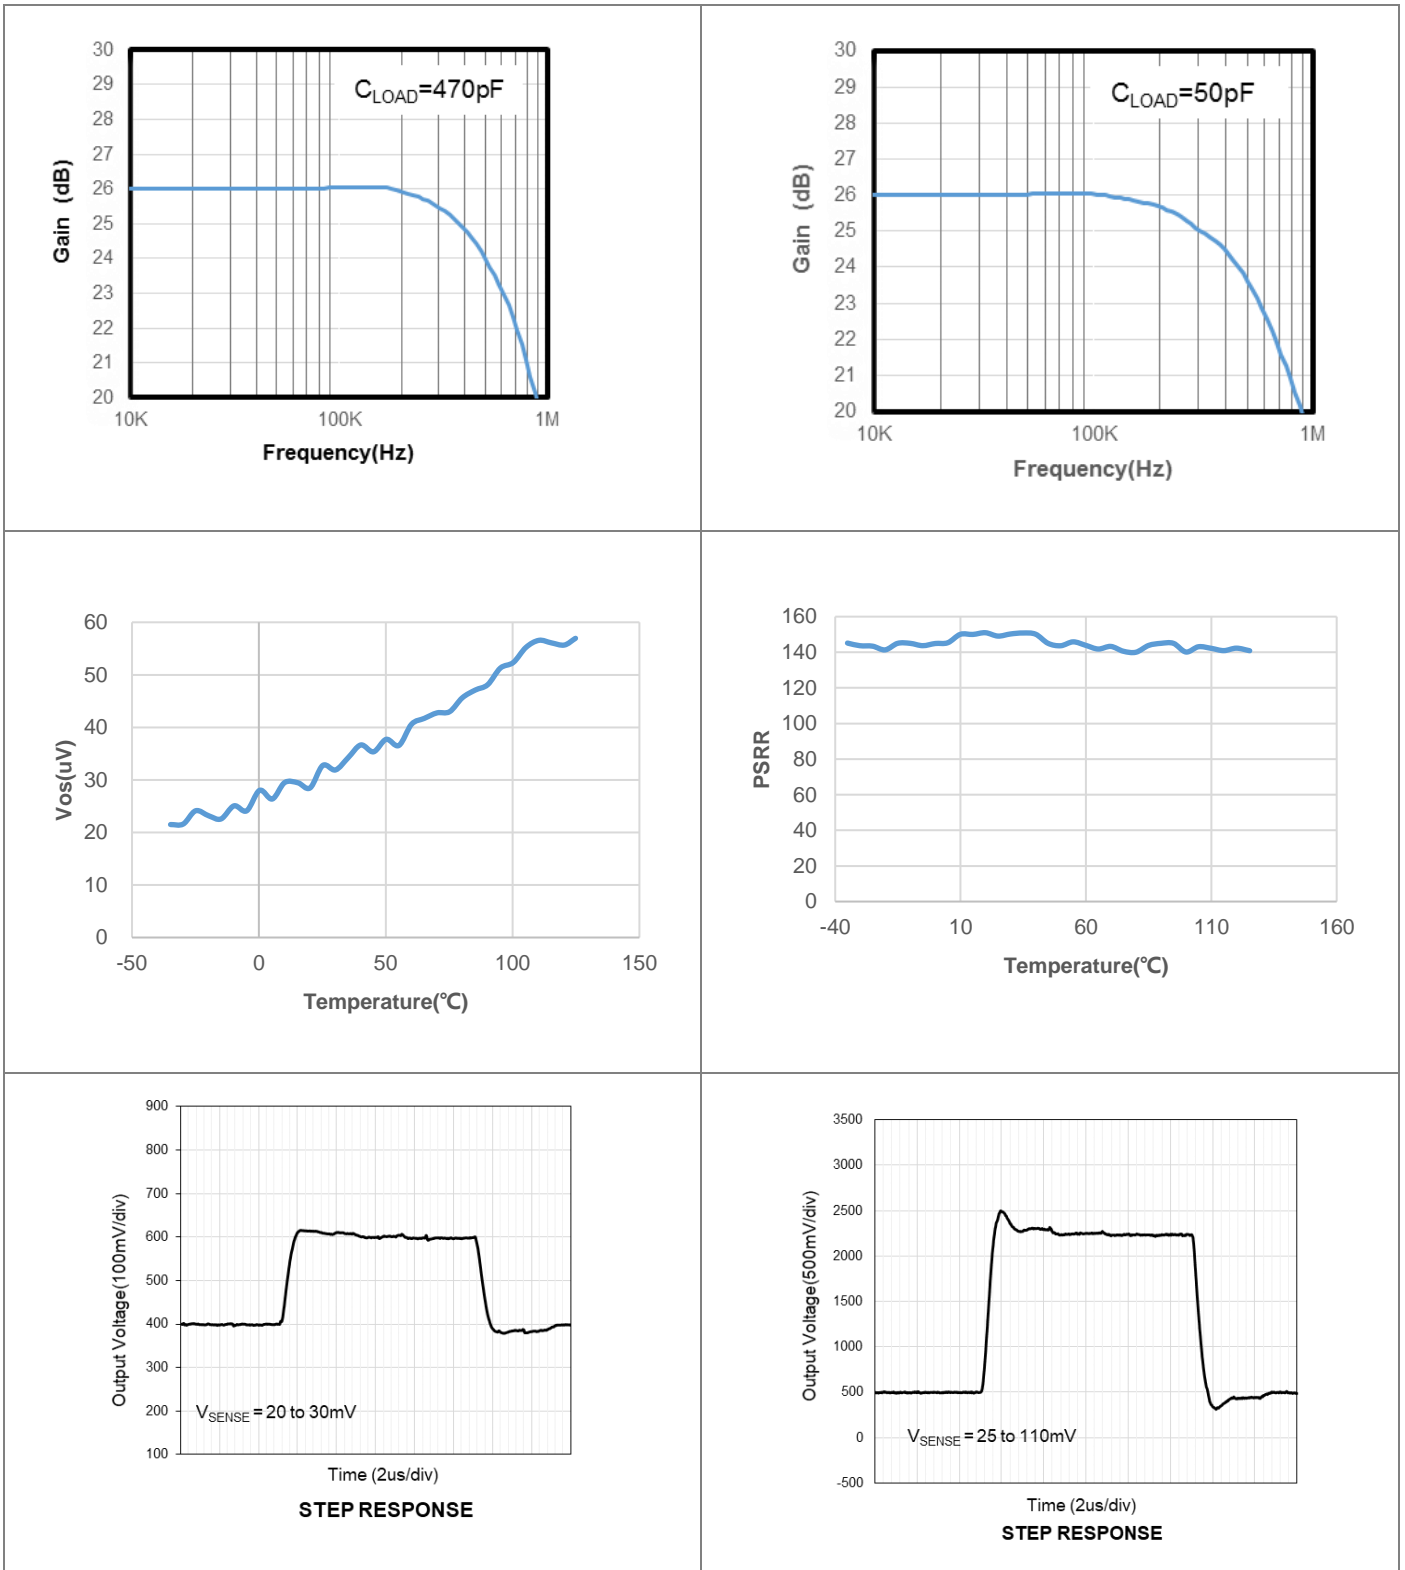 30
29
28
27
26
25
24
23
22
21
20
Gain (dB)
C_LOAD=470pF
10K 100K 1M
Frequency(Hz)
30
29
28
27
26
25
24
23
22
21
20
Gain (dB)
C_LOAD=50pF
10K 100K 1M
Frequency(Hz)
60
50
40
30
20
10
0
Vos(uV)
-50 0 50 100 150
Temperature(℃)
160
140
120
100
80
60
40
20
0
PSRR
-40 10 60 110 160
Temperature(℃)
900
800
700
600
500
400
300
200
100
Output Voltage(100mV/div)
V_SENSE = 20 to 30mV
Time (2us/div)
STEP RESPONSE
3500
3000
2500
2000
1500
1000
500
0
-500
Output Voltage(500mV/div)
V_SENSE = 25 to 110mV
Time (2us/div)
STEP RESPONSE